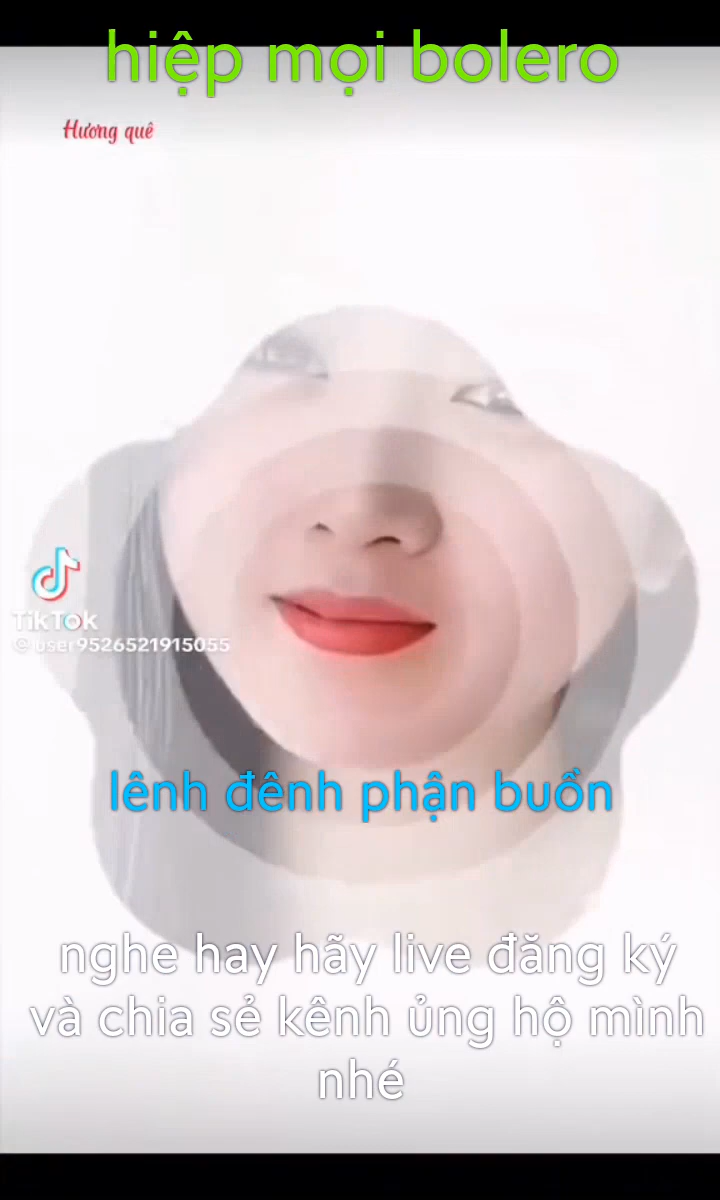 hiệp mọi bolero
Hương quê
TikTok
@user9526521915055
lênh đênh phận buồn
nghe hay hãy live đăng ký
và chia sẻ kênh ủng hộ mình
nhé